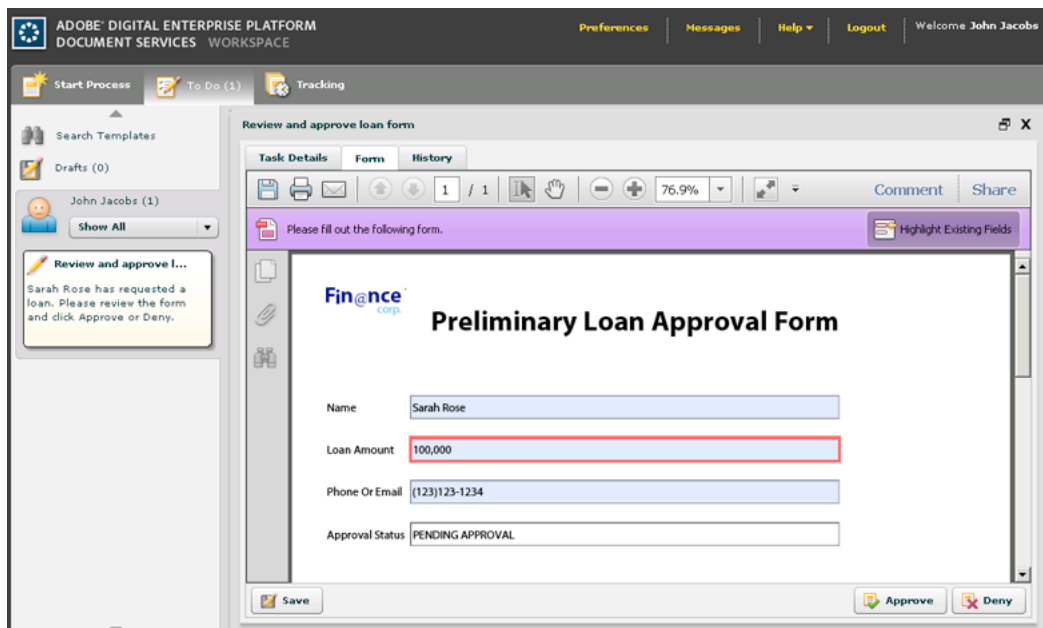 ADOBE® DIGITAL ENTERPRISE PLATFORM
DOCUMENT SERVICES WORKSPACE
Preferences
Messages
Help
Logout
Welcome John Jacobs
Start Process
To Do (1)
Tracking
Search Templates
Drafts (0)
John Jacobs (1)
Show All
Review and approve l...
Sarah Rose has requested a
loan. Please review the form
and click Approve or Deny.
Review and approve loan form
X
Task Details
Form
History
1 / 1
76.9%
Comment
Share
Please fill out the following form.
Highlight Existing Fields
Fin@nce
corp.
Preliminary Loan Approval Form
Name Sarah Rose
Loan Amount 100,000
Phone Or Email (123)123-1234
Approval Status PENDING APPROVAL
Save
Approve
Deny